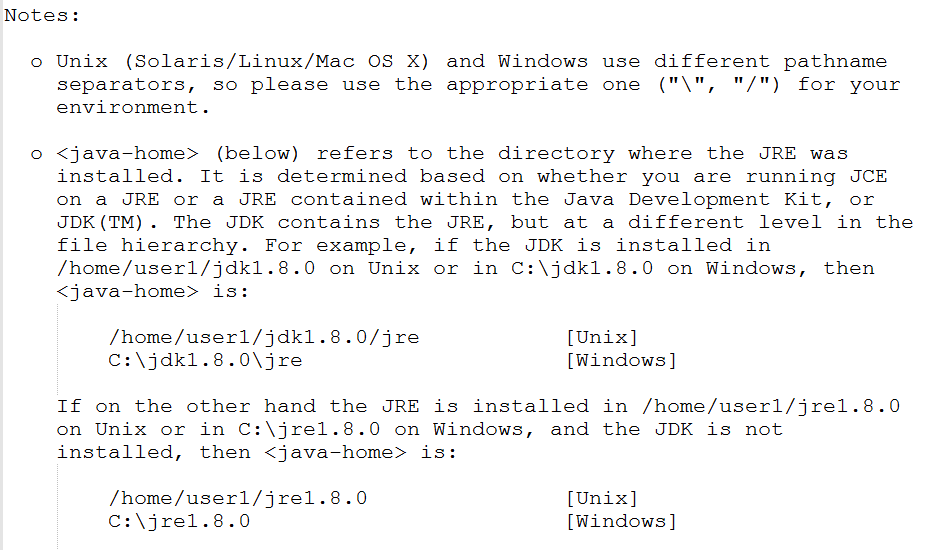 Notes:
o Unix (Solaris/Linux/Mac OS X) and Windows use different pathname
separators, so please use the appropriate one ("\", "/") for your
environment.
o <java-home> (below) refers to the directory where the JRE was
installed. It is determined based on whether you are running JCE
on a JRE or a JRE contained within the Java Development Kit, or
JDK(TM). The JDK contains the JRE, but at a different level in the
file hierarchy. For example, if the JDK is installed in
/home/user1/jdk1.8.0 on Unix or in C:\jdk1.8.0 on Windows, then
<java-home> is:
/home/user1/jdk1.8.0/jre [Unix]
C:\jdk1.8.0\jre [Windows]
If on the other hand the JRE is installed in /home/user1/jre1.8.0
on Unix or in C:\jre1.8.0 on Windows, and the JDK is not
installed, then <java-home> is:
/home/user1/jre1.8.0 [Unix]
C:\jre1.8.0 [Windows]